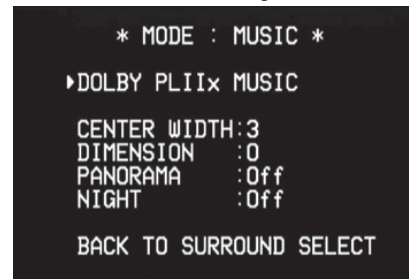 * MODE : MUSIC *
▶DOLBY PLIIx MUSIC
CENTER WIDTH:3
DIMENSION :0
PANORAMA :Off
NIGHT :Off
BACK TO SURROUND SELECT